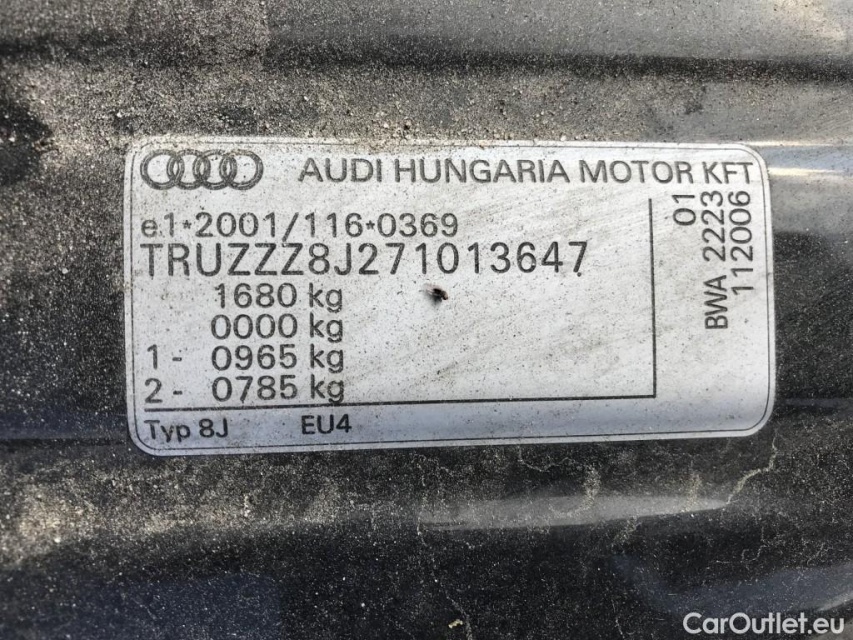 AUDI HUNGARIA MOTOR KFT
e1*2001/116*0369
TRUZZZ8J271013647
1680 kg
0000 kg
1- 0965 kg
2- 0785 kg
Typ 8J EU4
01
BWA 2223
112006
CarOutlet.eu